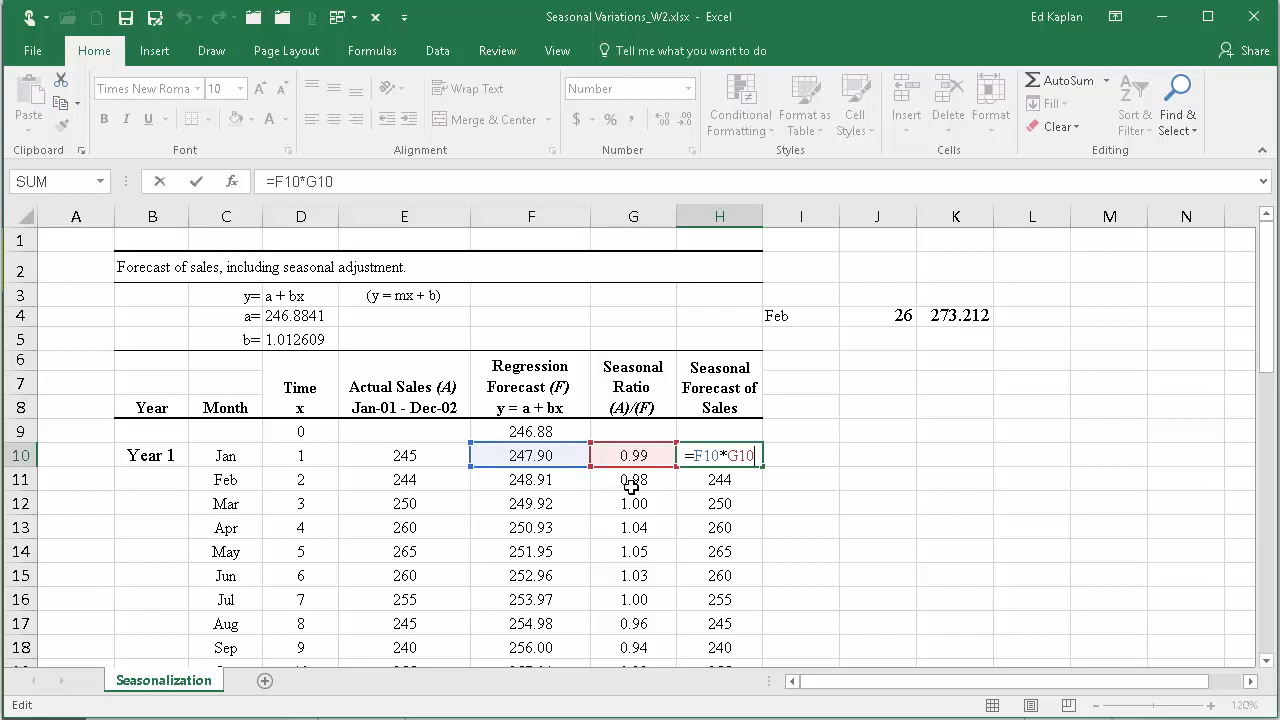 Seasonal Variations_W2.xlsx - Excel
Ed Kaplan
File Home Insert Draw Page Layout Formulas Data Review View Tell me what you want to do Share
Paste
Clipboard
Times New Roma 10
B I U A
Font
Wrap Text
Merge & Center
Alignment
Number
$ % ,
Number
Conditional Formatting
Format as Table
Cell Styles
Styles
Insert Delete Format
Cells
AutoSum
Fill
Clear
Sort & Filter
Find & Select
Editing
SUM fx =F10*G10
A B C D E F G H I J K L M N
1
2 Forecast of sales, including seasonal adjustment.
3 y= a + bx (y = mx + b)
4 a= 246.8841 Feb 26 273.212
5 b= 1.012609
6 Regression Seasonal Seasonal
7 Time Actual Sales (A) Forecast (F) Ratio Forecast of
8 Year Month x Jan-01 - Dec-02 y = a + bx (A)/(F) Sales
9 0 246.88
10 Year 1 Jan 1 245 247.90 0.99 =F10*G10
11 Feb 2 244 248.91 0.98 244
12 Mar 3 250 249.92 1.00 250
13 Apr 4 260 250.93 1.04 260
14 May 5 265 251.95 1.05 265
15 Jun 6 260 252.96 1.03 260
16 Jul 7 255 253.97 1.00 255
17 Aug 8 245 254.98 0.96 245
18 Sep 9 240 256.00 0.94 240
Seasonalization
Edit 120%